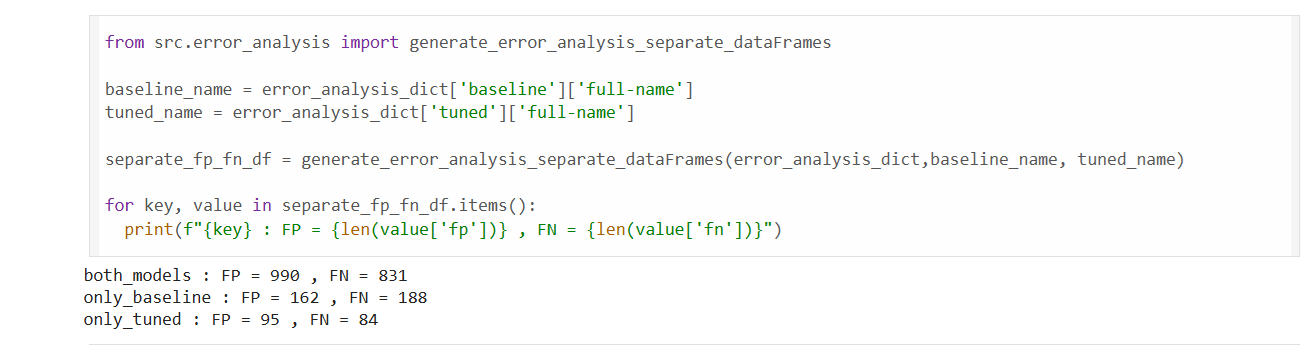 from src.error_analysis import generate_error_analysis_separate_dataFrames
baseline_name = error_analysis_dict['baseline']['full-name']
tuned_name = error_analysis_dict['tuned']['full-name']
separate_fp_fn_df = generate_error_analysis_separate_dataFrames(error_analysis_dict,baseline_name, tuned_name)
for key, value in separate_fp_fn_df.items():
  print(f"{key} : FP = {len(value['fp'])} , FN = {len(value['fn'])}")
both_models : FP = 990 , FN = 831
only_baseline : FP = 162 , FN = 188
only_tuned : FP = 95 , FN = 84